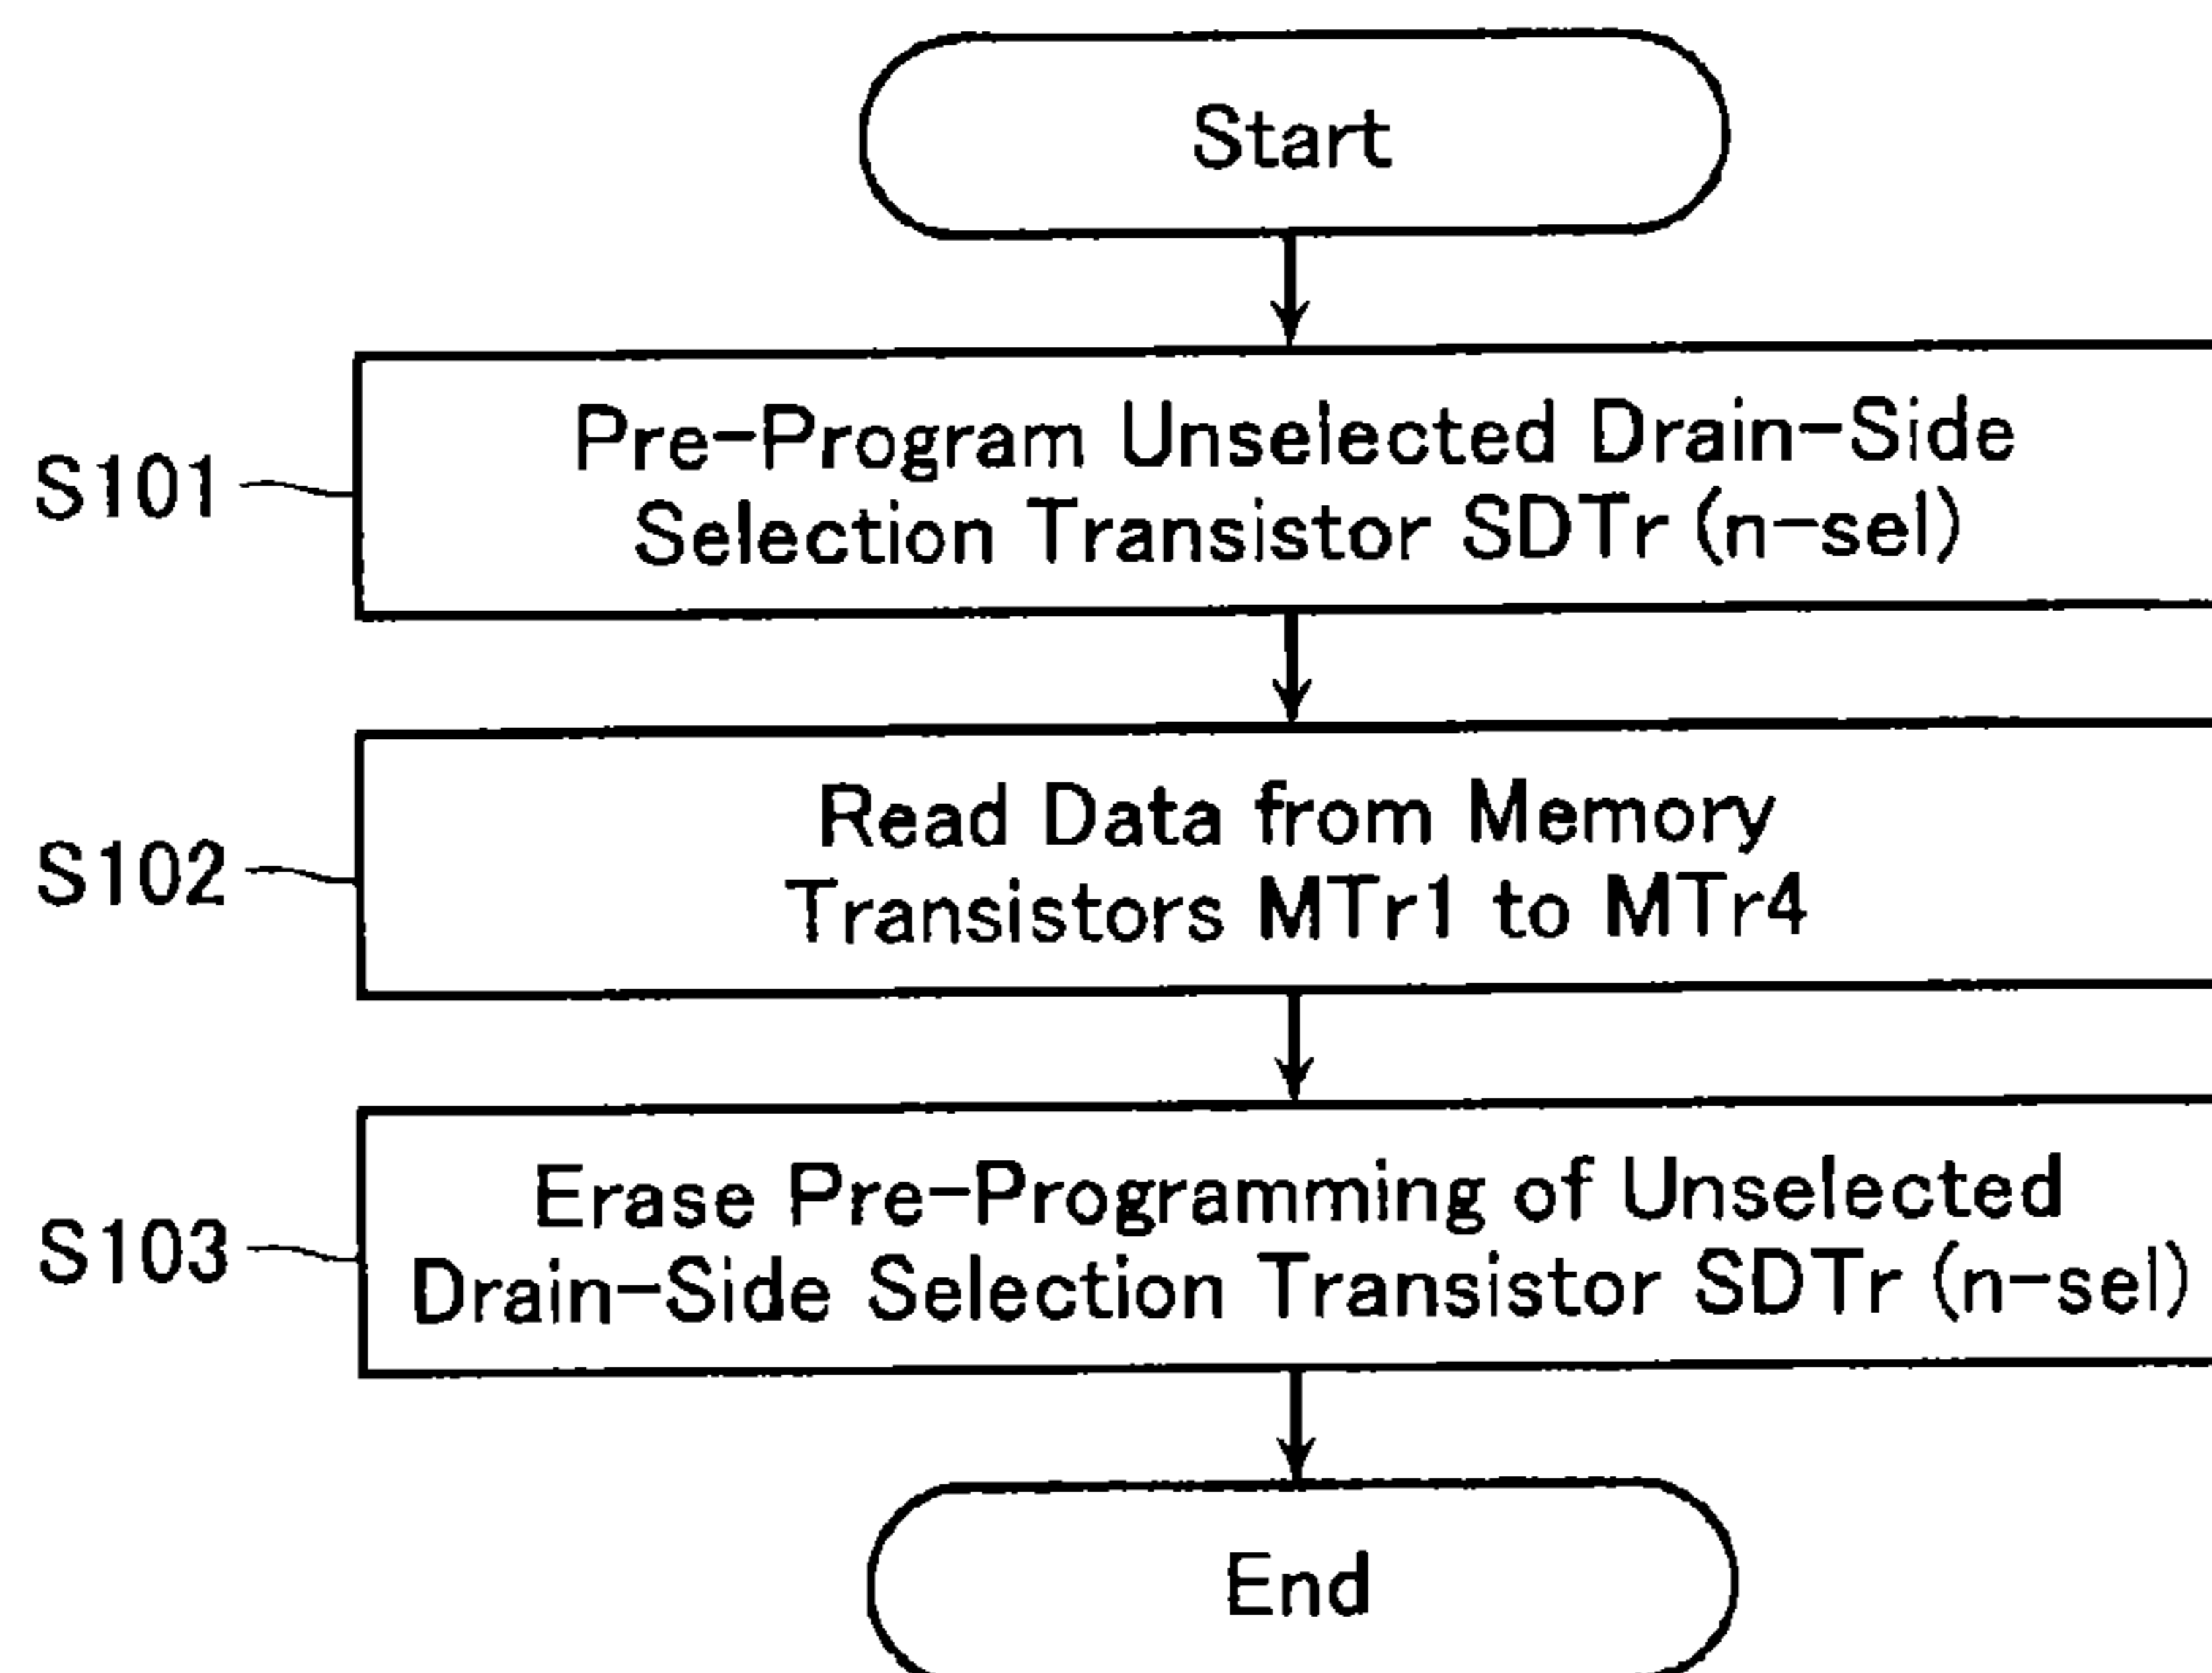 Start
S101
Pre-Program Unselected Drain-Side
Selection Transistor SDTr (n-sel)
S102
Read Data from Memory
Transistors MTr1 to MTr4
S103
Erase Pre-Programming of Unselected
Drain-Side Selection Transistor SDTr (n-sel)
End